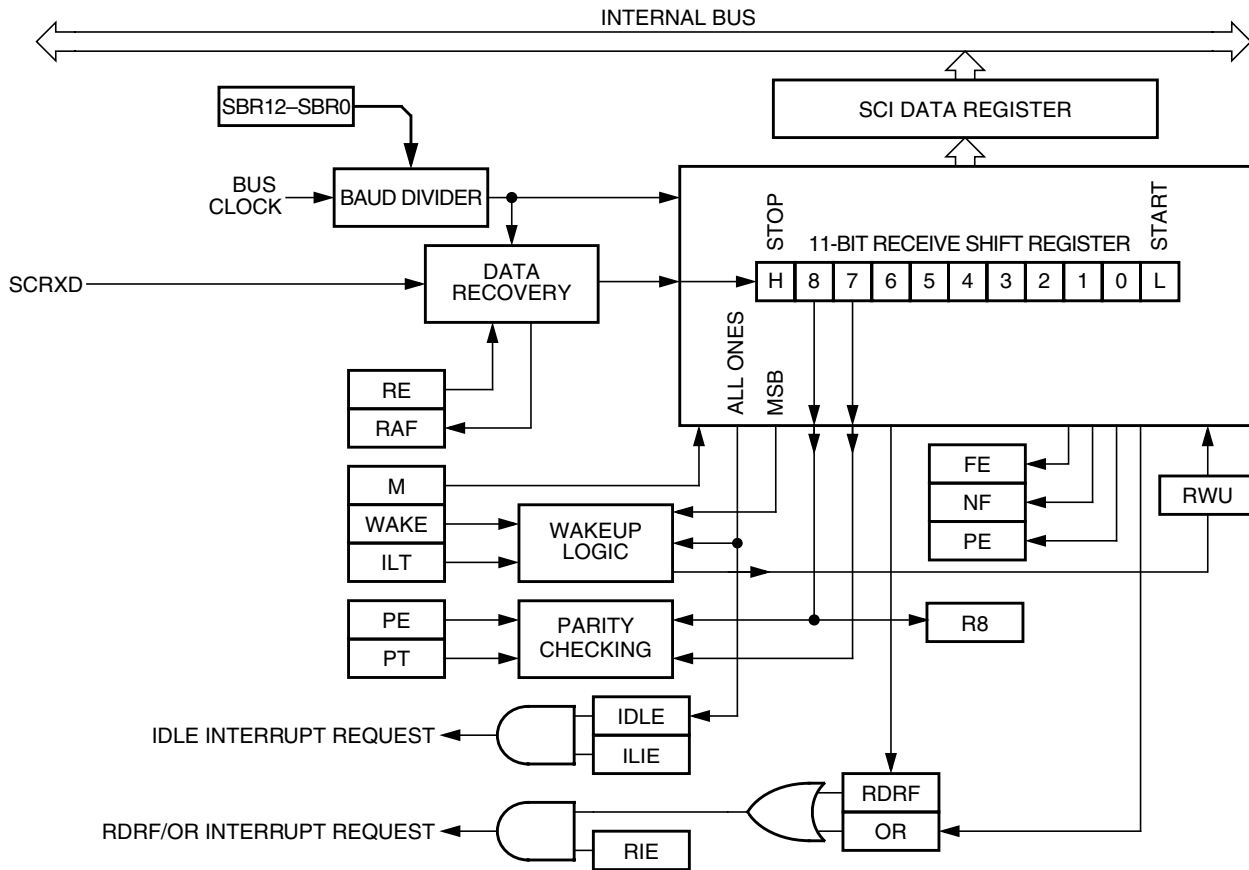 INTERNAL BUS
SBR12–SBR0
SCI DATA REGISTER
BUS
CLOCK
BAUD DIVIDER
STOP
START
11-BIT RECEIVE SHIFT REGISTER
SCRXD
DATA
RECOVERY
H 8 7 6 5 4 3 2 1 0 L
ALL ONES
MSB
RE
RAF
M
WAKE
ILT
WAKEUP
LOGIC
FE
NF
PE
RWU
PE
PT
PARITY
CHECKING
R8
IDLE INTERRUPT REQUEST
IDLE
ILIE
RDRF/OR INTERRUPT REQUEST
RDRF
OR
RIE